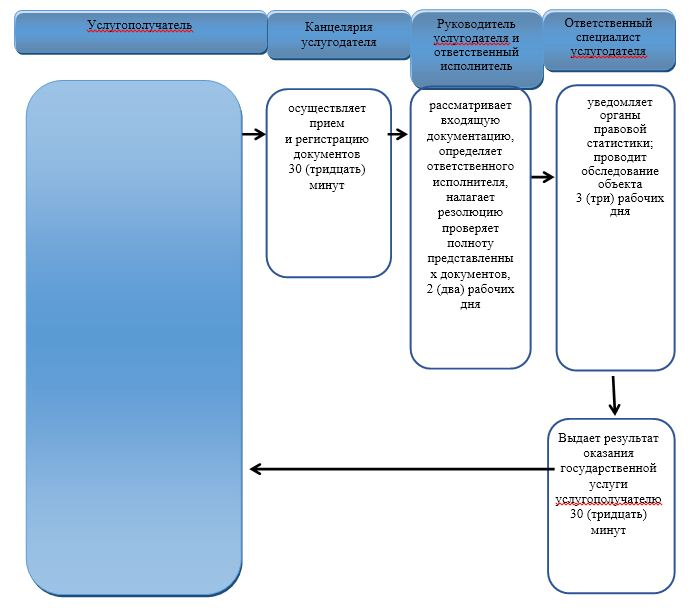 Услугополучатель
Канцелярия
услугодателя
Руководитель
услугодателя и
ответственный
исполнитель
Ответственный
специалист
услугодателя
осуществляет
прием
и регистрацию
документов
30 (тридцать)
минут
рассматривает
входящую
документацию,
определяет
ответственного
исполнителя,
налагает
резолюцию
проверяет
полноту
представленны
х документов,
2 (два) рабочих
дня
уведомляет
органы
правовой
статистики;
проводит
обследование
объекта
3 (три) рабочих
дня
Выдает результат
оказания
государственной
услуги
услугополучателю
30 (тридцать)
минут